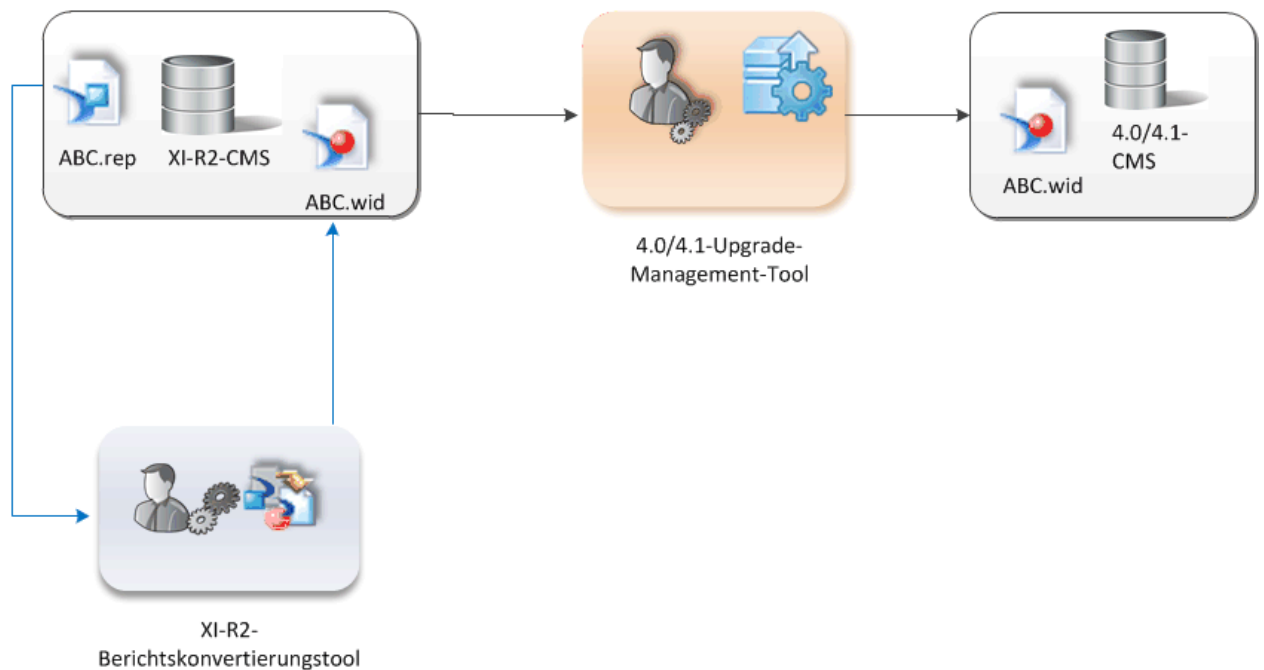 ABC.rep
XI-R2-CMS
ABC.wid
4.0/4.1-Upgrade-
Management-Tool
ABC.wid
4.0/4.1-
CMS
XI-R2-
Berichtskonvertierungstool